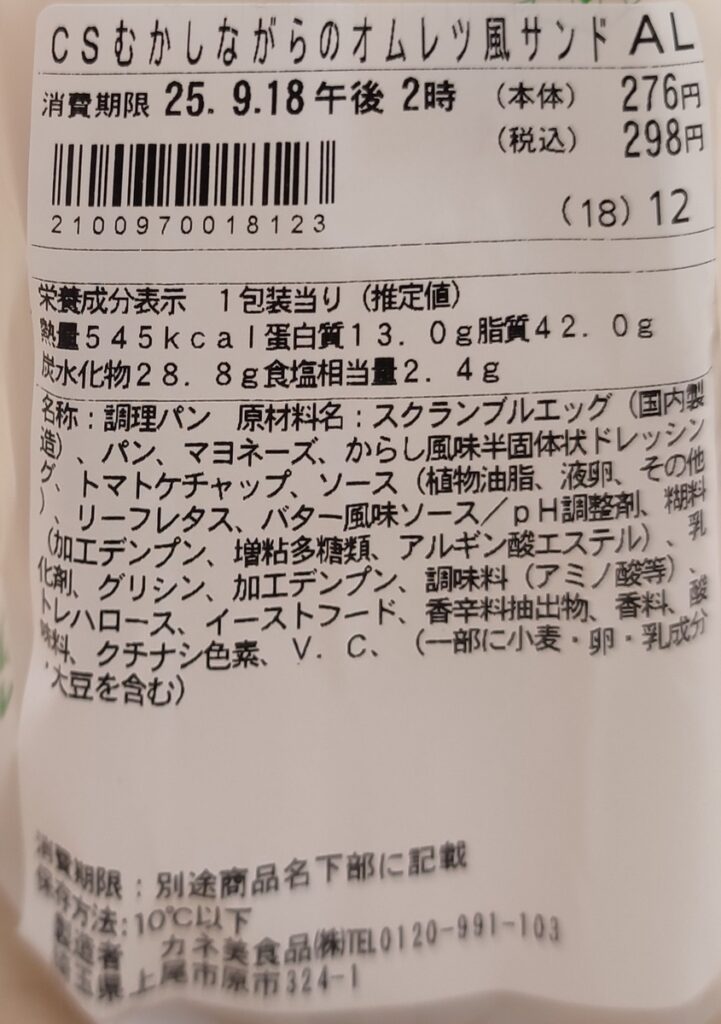 CSむかしながらのオムレツ風サンド AL
消費期限 25. 9.18午後 2時 (本体) 276円
(税込) 298円
2100970018123
(18) 12
栄養成分表示 1包装当り (推定値)
熱量545kcal蛋白質13.0g脂質42.0g
炭水化物28.8g食塩相当量2.4g
名称:調理パン 原材料名:スクランブルエッグ(国内製
造)、パン、マヨネーズ、からし風味半固体状ドレッシン
グ、トマトケチャップ、ソース(植物油脂、液卵、その他
)、リーフレタス、バター風味ソース/pH調整剤、糊料
(加工デンプン、増粘多糖類、アルギン酸エステル)、乳
化剤、グリシン、加工デンプン、調味料(アミノ酸等)、
トレハロース、イーストフード、香辛料抽出物、香料、酸
味料、クチナシ色素、V.C、(一部に小麦・卵・乳成分
・大豆を含む)
消費期限:別途商品名下部に記載
保存方法:10℃以下
製造者 カネ美食品(株)TEL0120-991-103
埼玉県上尾市原市324-1